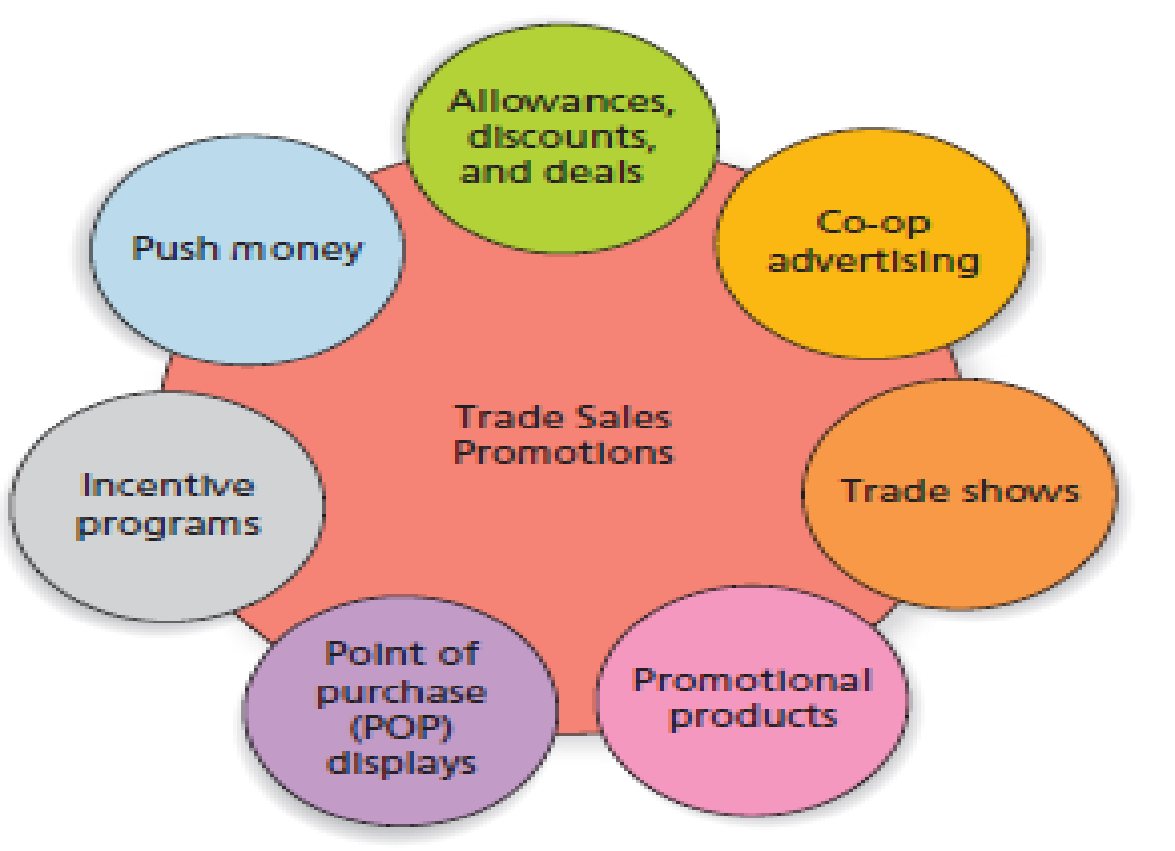 Allowances,
discounts,
and deals
Co-op
advertising
Push money
Trade Sales
Promotions
Trade shows
Incentive
programs
Point of
purchase
(POP)
displays
Promotional
products